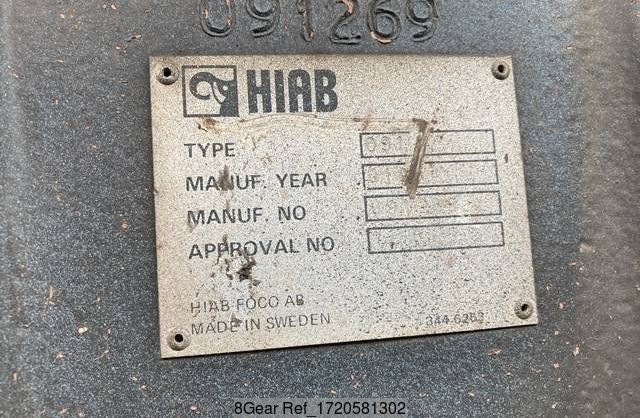 091269
HIAB
TYPE
MANUF. YEAR
MANUF. NO
APPROVAL NO
HIAB FOCO AB
MADE IN SWEDEN
344 6263
8Gear Ref_1720581302